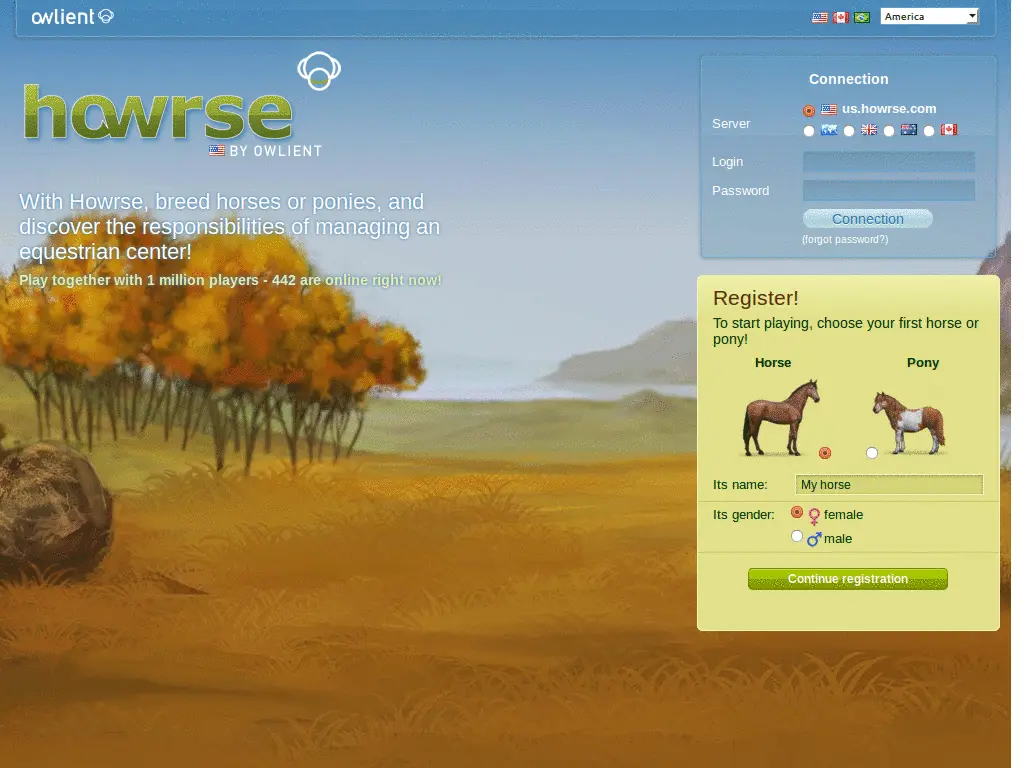 owlient
America
howrse
BY OWLIENT
With Howrse, breed horses or ponies, and
discover the responsibilities of managing an
equestrian center!
Play together with 1 million players - 442 are online right now!
Connection
Server
us.howrse.com
Login
Password
Connection
(forgot password?)
Register!
To start playing, choose your first horse or
pony!
Horse Pony
Its name: My horse
Its gender: female
male
Continue registration